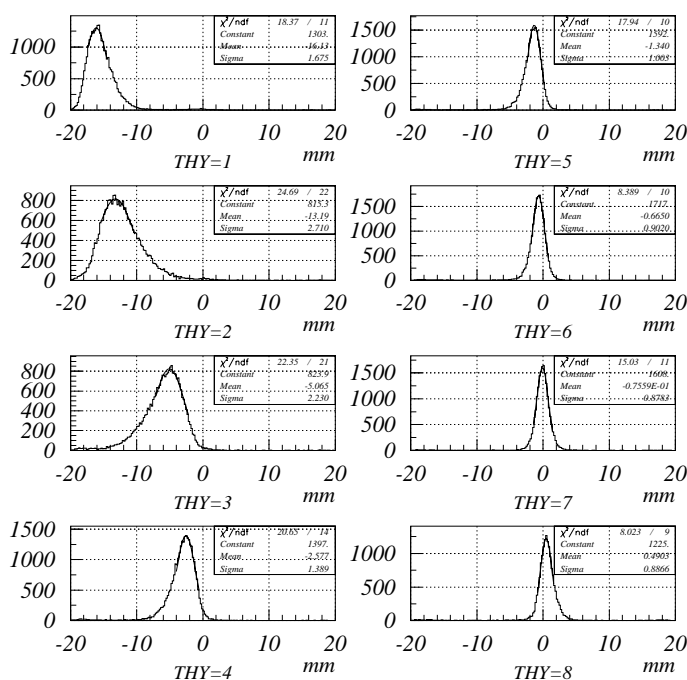 χ²/ndf 18.37 / 11
Constant 1303.
Mean -16.13
Sigma 1.675
1000
500
0
-20 -10 0 10 20
THY=1 mm
χ²/ndf 17.94 / 10
Constant 1592.
Mean -1.340
Sigma 1.003
1500
1000
500
0
-20 -10 0 10 20
THY=5 mm
χ²/ndf 24.69 / 22
Constant 815.3
Mean -13.19
Sigma 2.710
800
600
400
200
0
-20 -10 0 10 20
THY=2 mm
χ²/ndf 8.389 / 10
Constant 1717.
Mean -0.6650
Sigma 0.9020
1500
1000
500
0
-20 -10 0 10 20
THY=6 mm
χ²/ndf 22.35 / 21
Constant 823.9
Mean -5.065
Sigma 2.230
800
600
400
200
0
-20 -10 0 10 20
THY=3 mm
χ²/ndf 15.03 / 11
Constant 1608.
Mean -0.7559E-01
Sigma 0.8783
1500
1000
500
0
-20 -10 0 10 20
THY=7 mm
χ²/ndf 20.65 / 14
Constant 1397.
Mean -2.577
Sigma 1.389
1500
1000
500
0
-20 -10 0 10 20
THY=4 mm
χ²/ndf 8.023 / 9
Constant 1225.
Mean 0.4903
Sigma 0.8866
1000
500
0
-20 -10 0 10 20
THY=8 mm